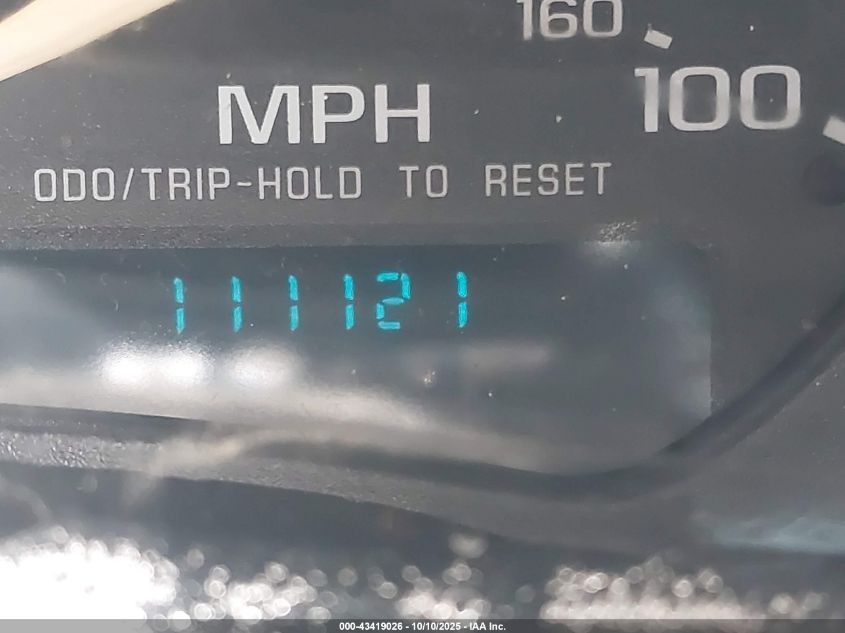 160
100
MPH
ODO/TRIP-HOLD TO RESET
111121
000-43419026 - 10/10/2025 - IAA Inc.